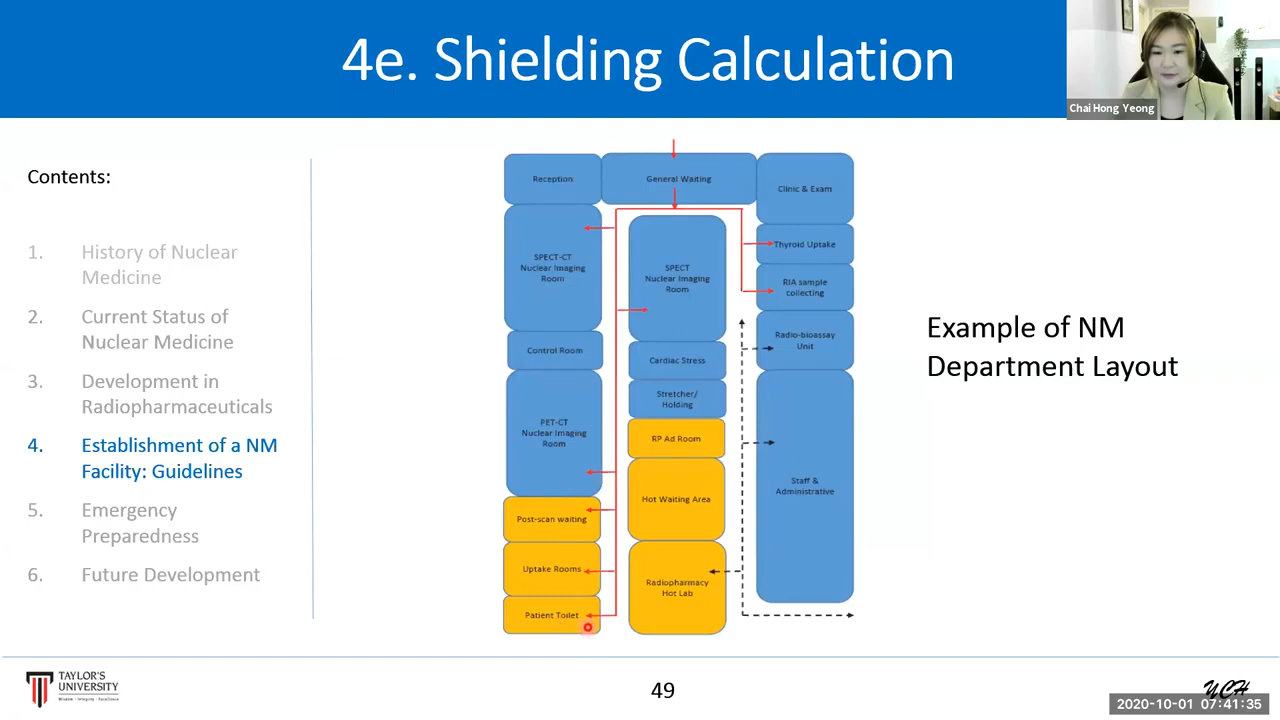 4e. Shielding Calculation
Chai Hong Yeong
Contents:
1. History of Nuclear
Medicine
2. Current Status of
Nuclear Medicine
3. Development in
Radiopharmaceuticals
4. Establishment of a NM
Facility: Guidelines
5. Emergency
Preparedness
6. Future Development
Reception
SPECT-CT
Nuclear Imaging
Room
Control Room
PET-CT
Nuclear Imaging
Room
Post-scan waiting
Uptake Rooms
Patient Toilet
General Waiting
SPECT
Nuclear Imaging
Room
Cardiac Stress
Stretcher/
Holding
RP Ad Room
Hot Waiting Area
Radiopharmacy
Hot Lab
Clinic & Exam
Thyroid Uptake
RIA sample
collecting
Radio-bioassay
Unit
Staff &
Administrative
Example of NM
Department Layout
TAYLOR'S
UNIVERSITY
Wisdom · Integrity · Excellence
49
YCH
2020-10-01 07:41:35